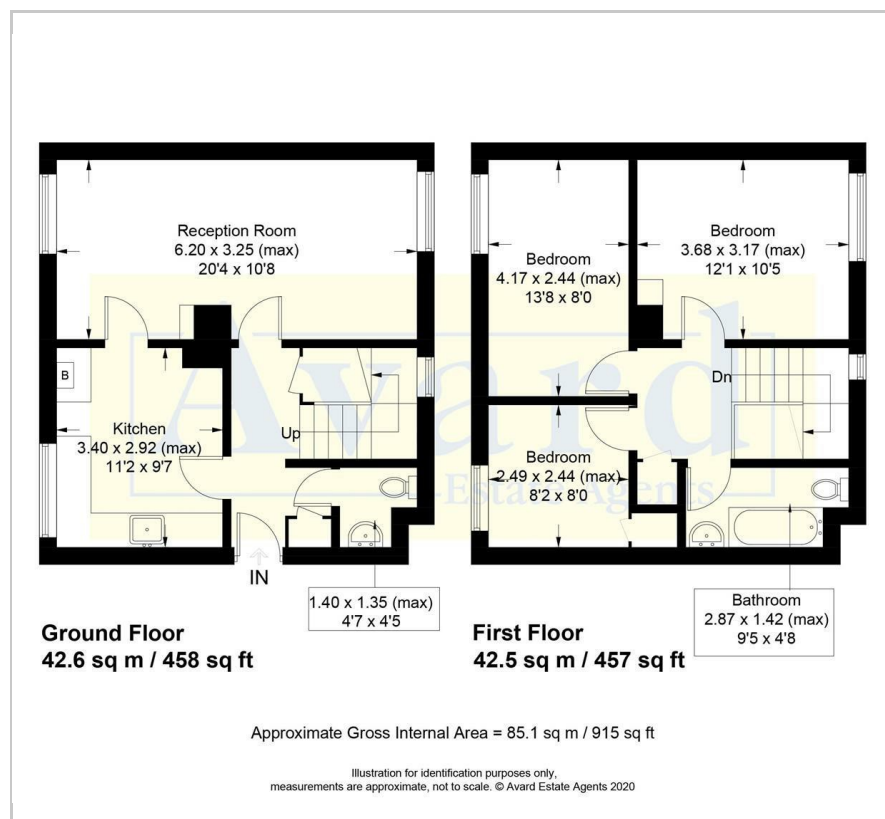 Reception Room
6.20 x 3.25 (max)
20'4 x 10'8
Bedroom
4.17 x 2.44 (max)
13'8 x 8'0
Bedroom
3.68 x 3.17 (max)
12'1 x 10'5
B
Kitchen
3.40 x 2.92 (max)
11'2 x 9'7
Up
Dn
Bedroom
2.49 x 2.44 (max)
8'2 x 8'0
Avard
Estate Agents
IN
1.40 x 1.35 (max)
4'7 x 4'5
Bathroom
2.87 x 1.42 (max)
9'5 x 4'8
Ground Floor
42.6 sq m / 458 sq ft
First Floor
42.5 sq m / 457 sq ft
Approximate Gross Internal Area = 85.1 sq m / 915 sq ft
Illustration for identification purposes only,
measurements are approximate, not to scale. © Avard Estate Agents 2020